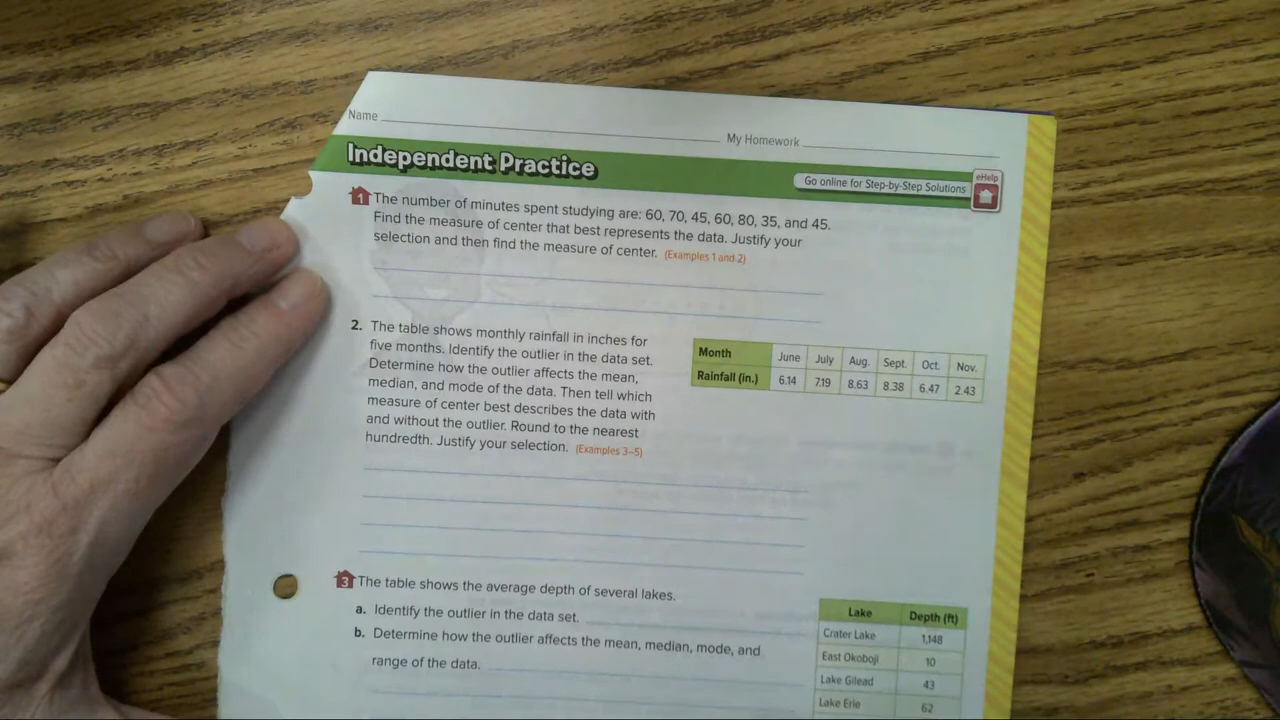 Name
My Homework
Independent Practice
Go online for Step-by-Step Solutions
eHelp
1 The number of minutes spent studying are: 60, 70, 45, 60, 80, 35, and 45.
Find the measure of center that best represents the data. Justify your
selection and then find the measure of center. (Examples 1 and 2)
2. The table shows monthly rainfall in inches for
five months. Identify the outlier in the data set.
Determine how the outlier affects the mean,
median, and mode of the data. Then tell which
measure of center best describes the data with
and without the outlier. Round to the nearest
hundredth. Justify your selection. (Examples 3–5)
Month June July Aug. Sept. Oct. Nov.
Rainfall (in.) 6.14 7.19 8.63 8.38 6.47 2.43
3 The table shows the average depth of several lakes.
a. Identify the outlier in the data set.
b. Determine how the outlier affects the mean, median, mode, and
range of the data.
Lake Depth (ft)
Crater Lake 1,148
East Okoboji 10
Lake Gilead 43
Lake Erie 62